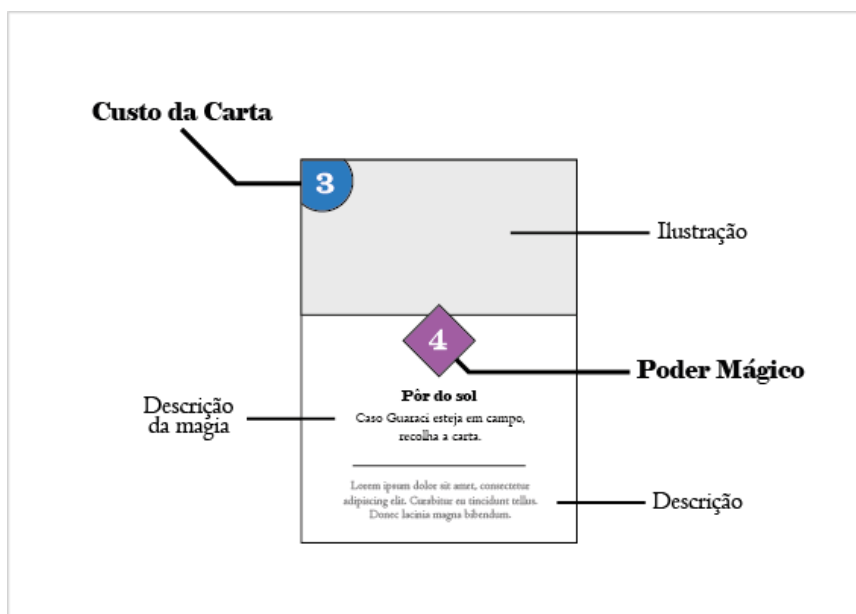 Custo da Carta
3
Ilustração
4
Poder Mágico
Pôr do sol
Caso Guaraci esteja em campo,
recolha a carta.
Descrição
da magia
Lorem ipsum dolor sit amet, consectetur
adipiscing elit. Curabitur eu tincidunt tellus.
Donec lacinia magna bibendum.
Descrição